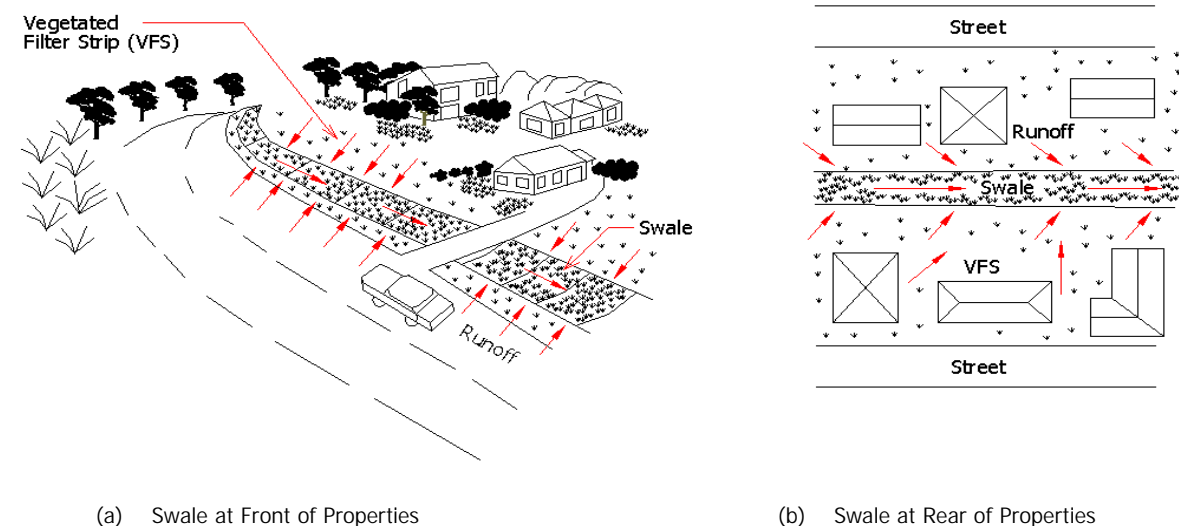 Vegetated
Filter Strip (VFS)
Swale
Runoff
(a) Swale at Front of Properties
Street
Runoff
Swale
VFS
Street
(b) Swale at Rear of Properties